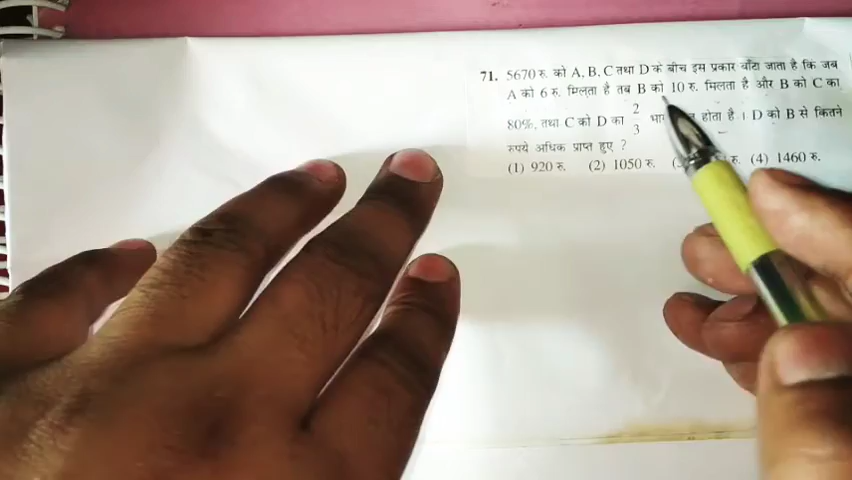 71. 5670 रु. को A, B, C तथा D के बीच इस प्रकार बाँटा जाता है कि जब
A को 6 रु. मिलता है तब B को 10 रु. मिलता है और B को C का
80%, तथा C को D का 2/3 होता है । D को B से कितने
रुपये अधिक प्राप्त हुए ?
(1) 920 रु. (2) 1050 रु. रु. (4) 1460 रु.